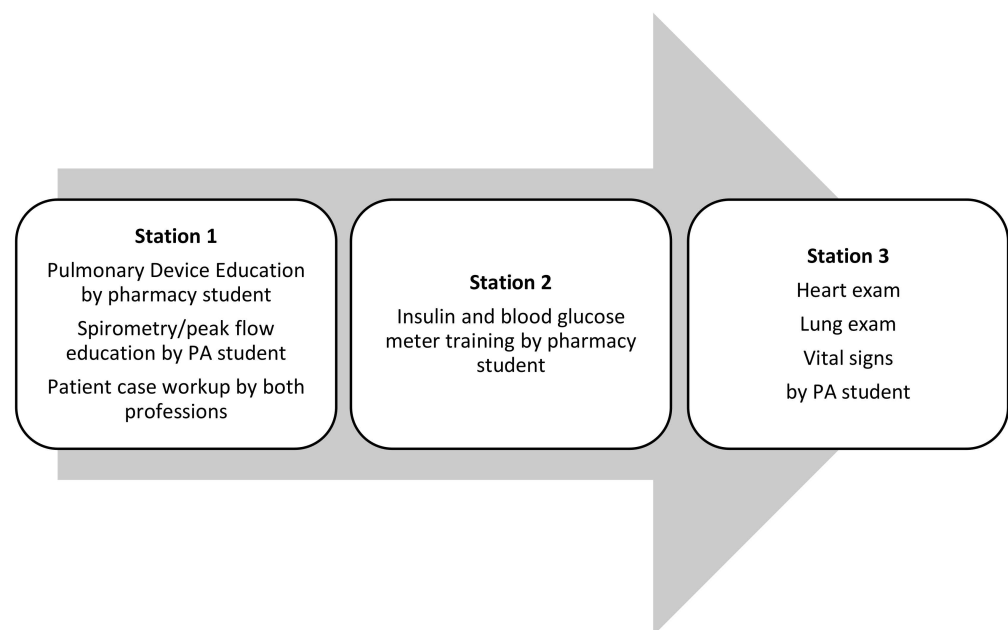 Station 1
Pulmonary Device Education
by pharmacy student
Spirometry/peak flow
education by PA student
Patient case workup by both
professions
Station 2
Insulin and blood glucose
meter training by pharmacy
student
Station 3
Heart exam
Lung exam
Vital signs
by PA student